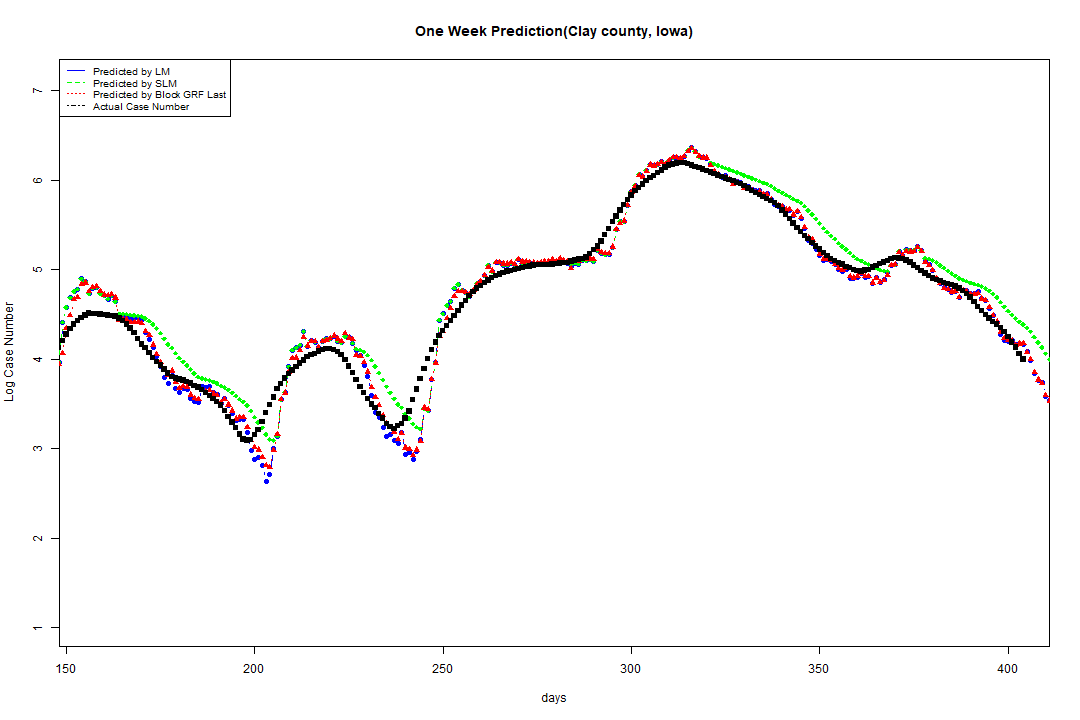 One Week Prediction(Clay county, Iowa)
Predicted by LM
Predicted by SLM
Predicted by Block GRF Last
Actual Case Number
7
6
5
4
3
2
1
Log Case Number
150 200 250 300 350 400
days